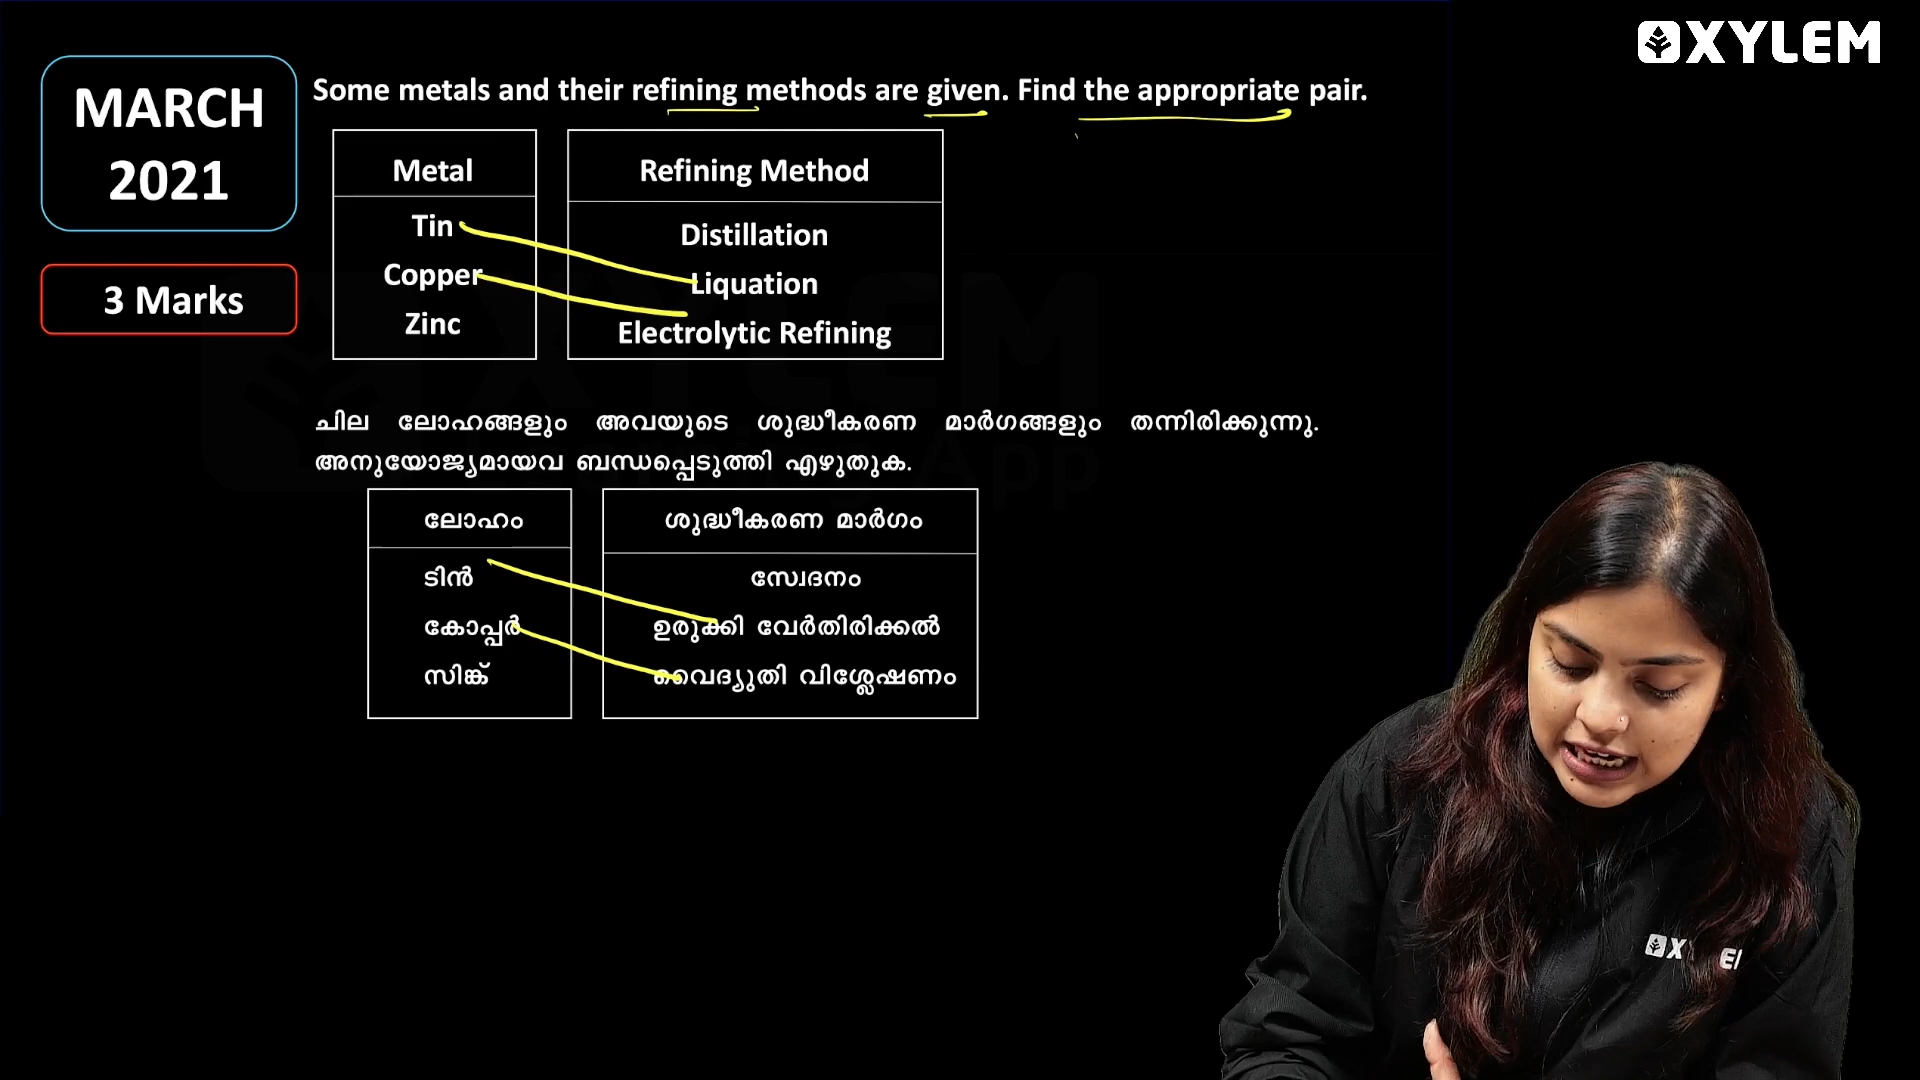 XYLEM
MARCH
2021
3 Marks
Some metals and their refining methods are given. Find the appropriate pair.
Metal
Refining Method
Tin
Distillation
Copper
Liquation
Zinc
Electrolytic Refining
ചില ലോഹങ്ങളും അവയുടെ ശുദ്ധീകരണ മാർഗങ്ങളും തന്നിരിക്കുന്നു.
അനുയോജ്യമായവ ബന്ധപ്പെടുത്തി എഴുതുക.
ലോഹം
ശുദ്ധീകരണ മാർഗം
ടിൻ
സ്വേദനം
കോപ്പർ
ഉരുക്കി വേർതിരിക്കൽ
സിങ്ക്
വൈദ്യുതി വിശ്ലേഷണം